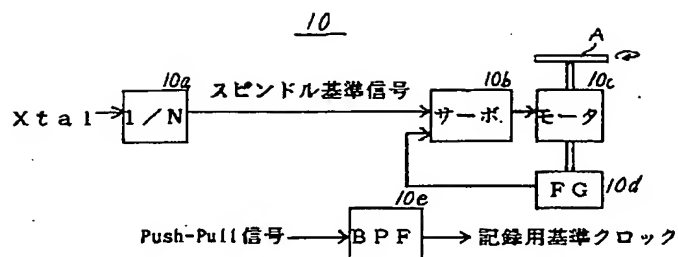 10
A
10a
スピンドル基準信号
10b
10c
Xtal
1/N
サーボ
モータ
FG
10d
10e
Push-Pull信号
BPF
記録用基準クロック